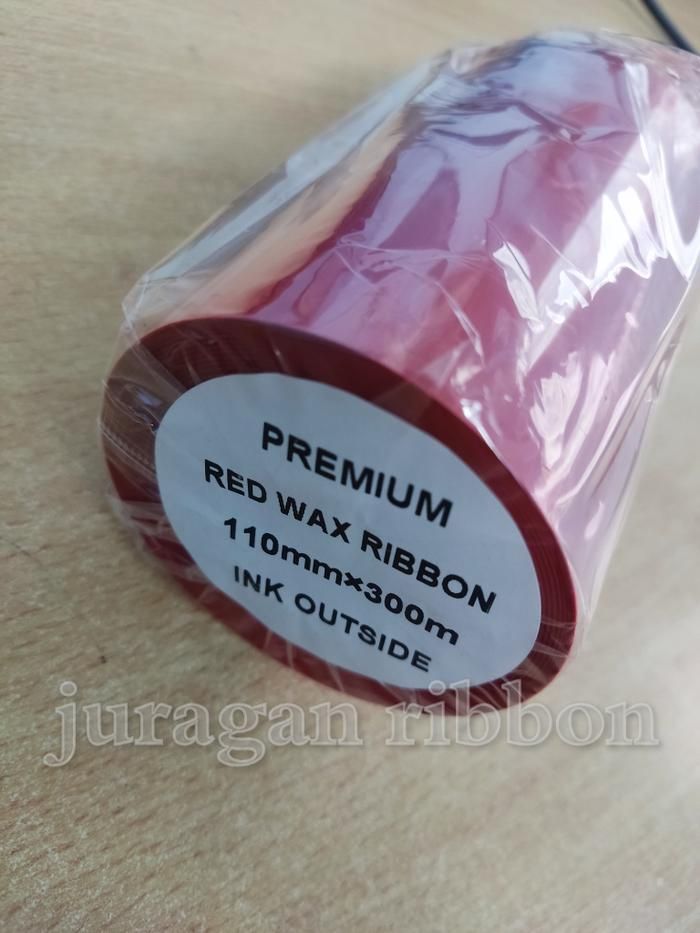 PREMIUM
RED WAX RIBBON
110mm×300m
INK OUTSIDE
juragan ribbon